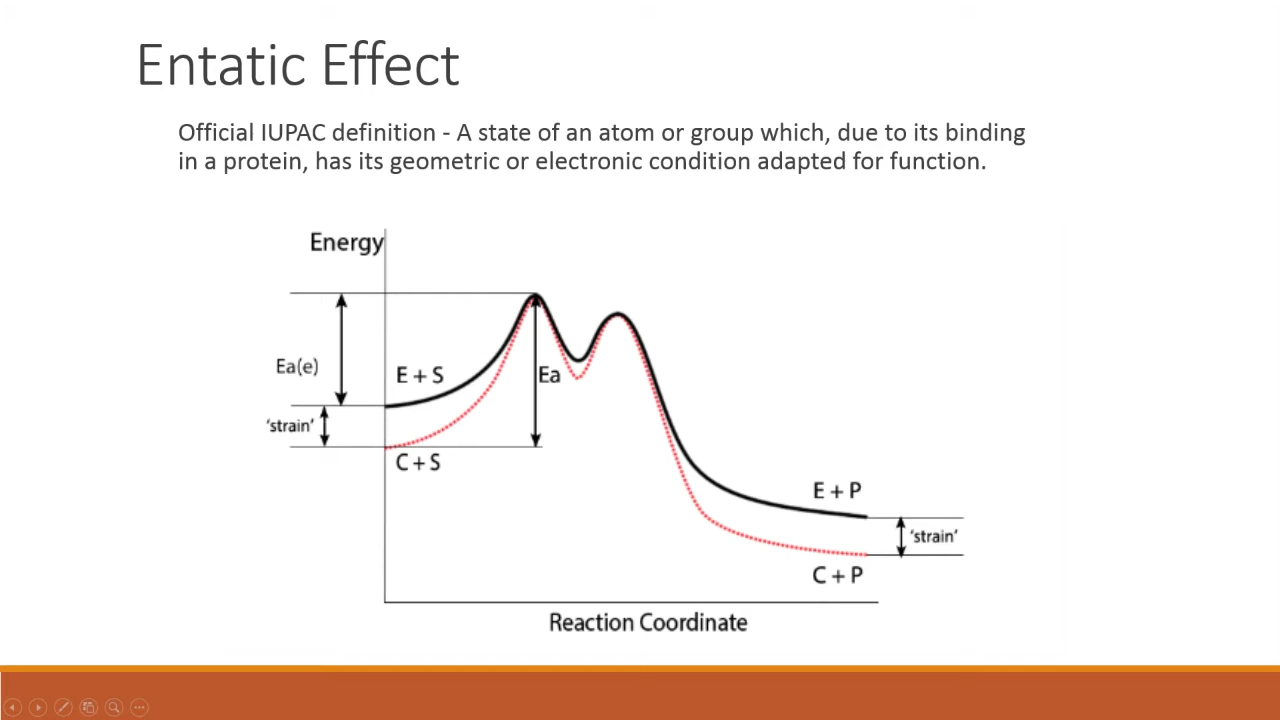 Entatic Effect
Official IUPAC definition - A state of an atom or group which, due to its binding
in a protein, has its geometric or electronic condition adapted for function.
Energy
Ea(e)
E + S
Ea
'strain'
C + S
E + P
'strain'
C + P
Reaction Coordinate